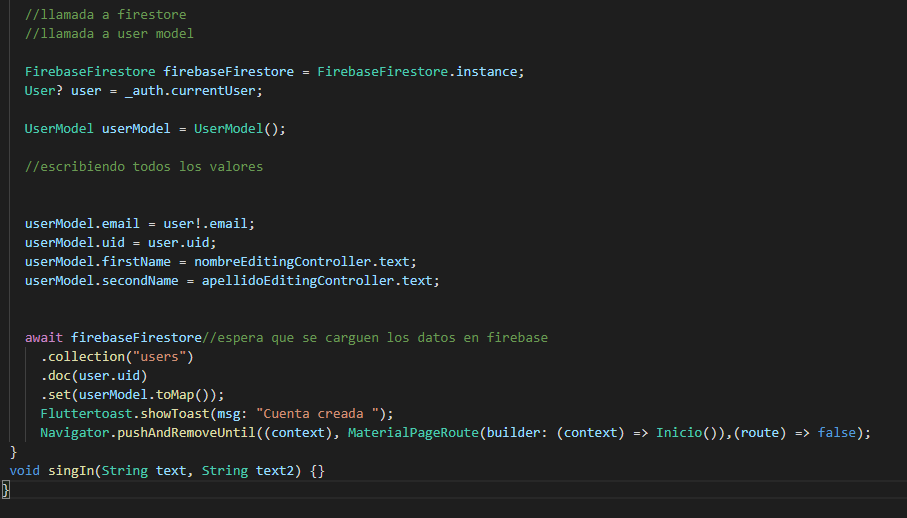 //llamada a firestore
//llamada a user model
FirebaseFirestore firebaseFirestore = FirebaseFirestore.instance;
User? user = _auth.currentUser;
UserModel userModel = UserModel();
//escribiendo todos los valores
userModel.email = user!.email;
userModel.uid = user.uid;
userModel.firstName = nombreEditingController.text;
userModel.secondName = apellidoEditingController.text;
await firebaseFirestore//espera que se carguen los datos en firebase
.collection("users")
.doc(user.uid)
.set(userModel.toMap());
Fluttertoast.showToast(msg: "Cuenta creada ");
Navigator.pushAndRemoveUntil((context), MaterialPageRoute(builder: (context) => Inicio()),(route) => false);
}
void singIn(String text, String text2) {}
}